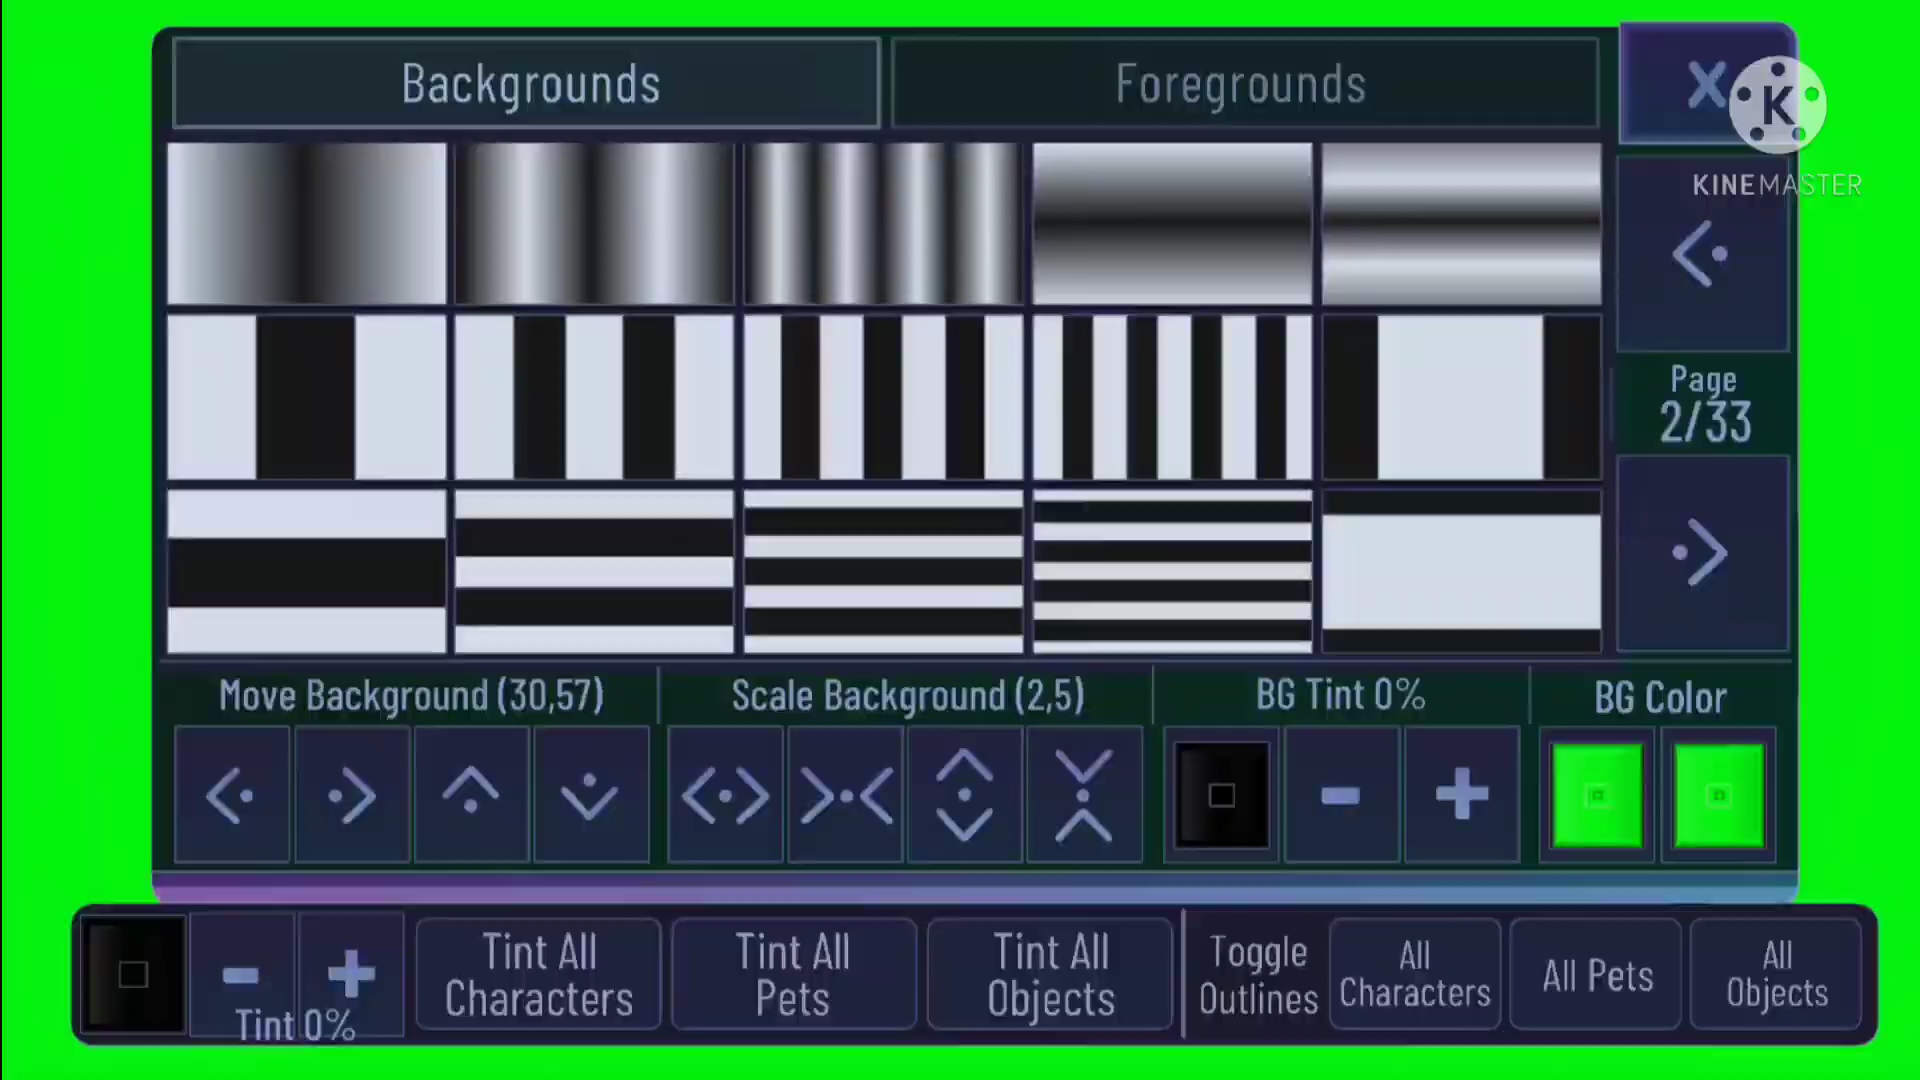 Backgrounds
Foregrounds
X
K
KINEMASTER
Page
2/33
Move Background (30,57)
Scale Background (2,5)
BG Tint 0%
BG Color
Tint 0%
Tint All
Characters
Tint All
Pets
Tint All
Objects
Toggle
Outlines
All
Characters
All Pets
All
Objects